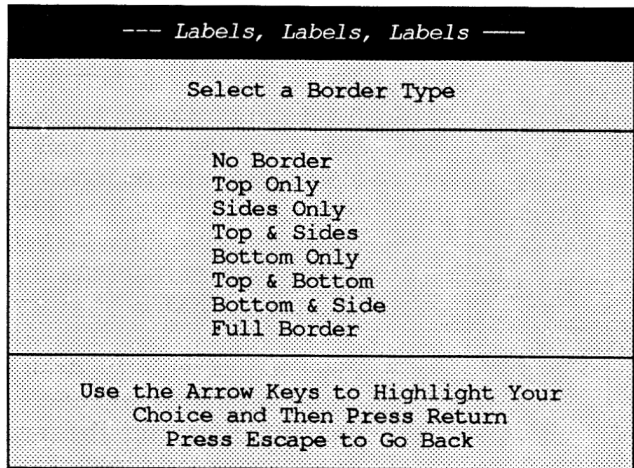 --- Labels, Labels, Labels ---
Select a Border Type
No Border
Top Only
Sides Only
Top & Sides
Bottom Only
Top & Bottom
Bottom & Side
Full Border
Use the Arrow Keys to Highlight Your
Choice and Then Press Return
Press Escape to Go Back